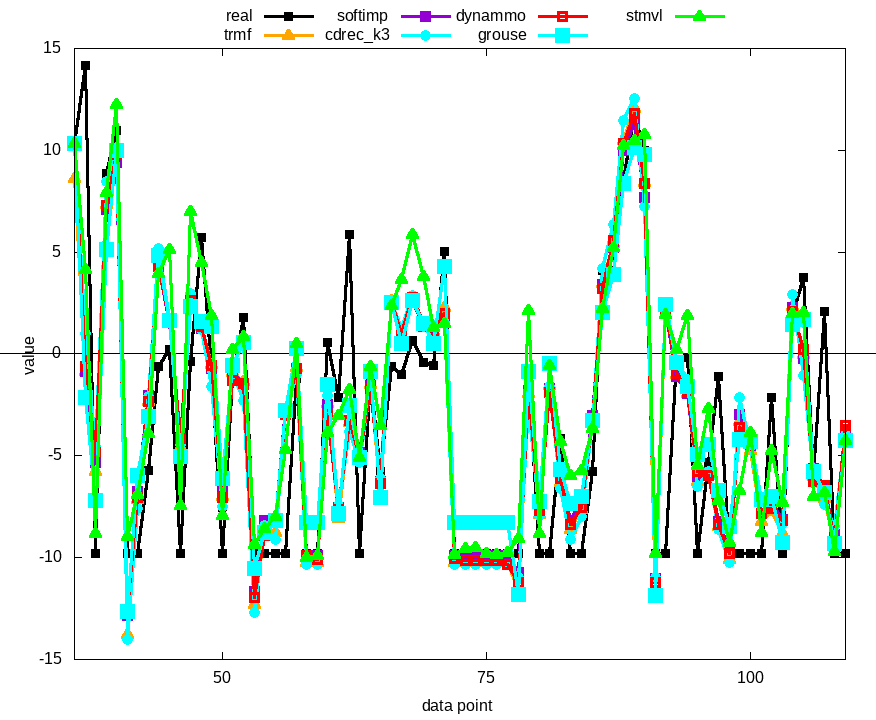 real softimp dynammo stmvl
trmf cdrec_k3 grouse
15
10
5
0
-5
-10
-15
value
50 75 100
data point